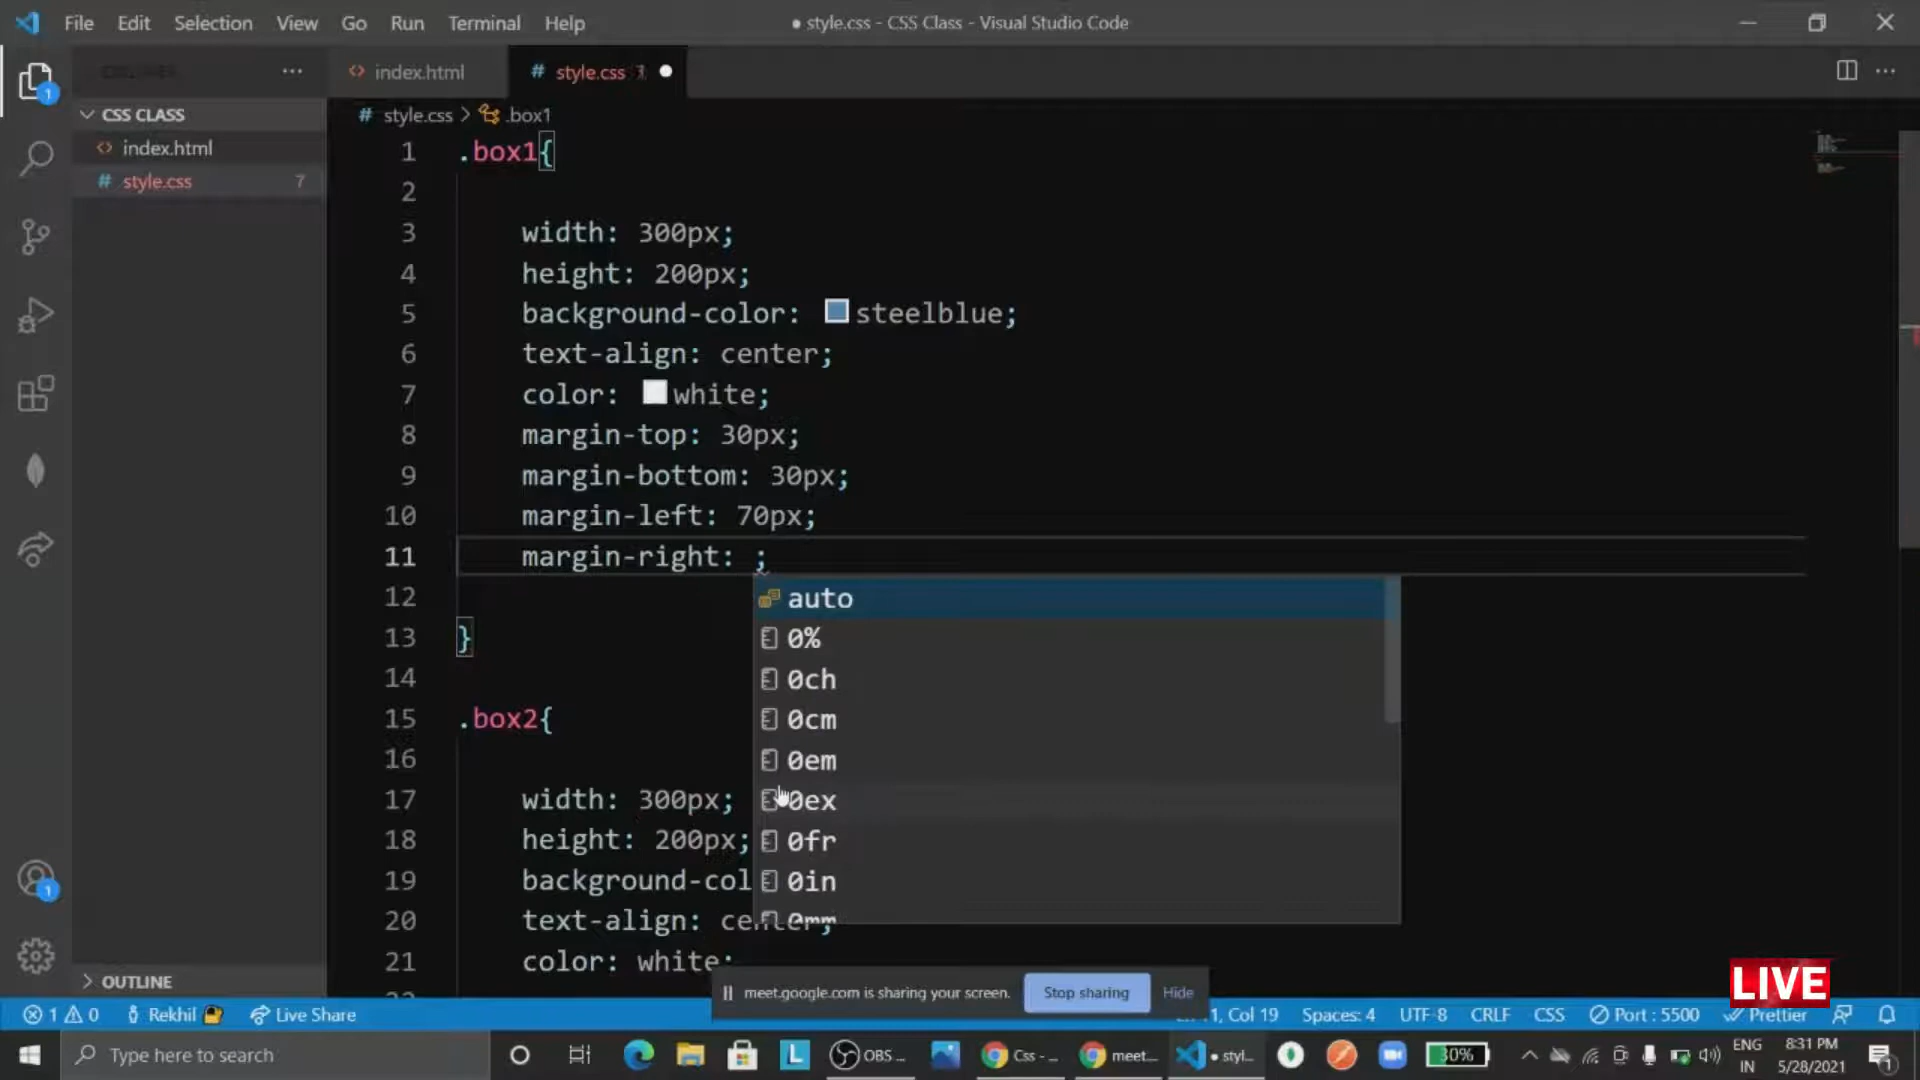 File Edit Selection View Go Run Terminal Help
● style.css - CSS Class - Visual Studio Code
index.html
# style.css
CSS CLASS
index.html
# style.css 7
# style.css > .box1
1 .box1{
2
3 width: 300px;
4 height: 200px;
5 background-color: steelblue;
6 text-align: center;
7 color: white;
8 margin-top: 30px;
9 margin-bottom: 30px;
10 margin-left: 70px;
11 margin-right: ;
12
13 }
14
15 .box2{
16
17 width: 300px;
18 height: 200px;
19 background-col
20 text-align: center;
21 color: white;
auto
0%
0ch
0cm
0em
0ex
0fr
0in
0mm
1
1
OUTLINE
LIVE
meet.google.com is sharing your screen. Stop sharing Hide
1 0 Rekhil Live Share
Col 19 Spaces: 4 UTF-8 CRLF CSS Port : 5500 Prettier
Type here to search
L
OBS ...
Css - ...
meet...
● styl...
30%
ENG
IN
8:31 PM
5/28/2021
1